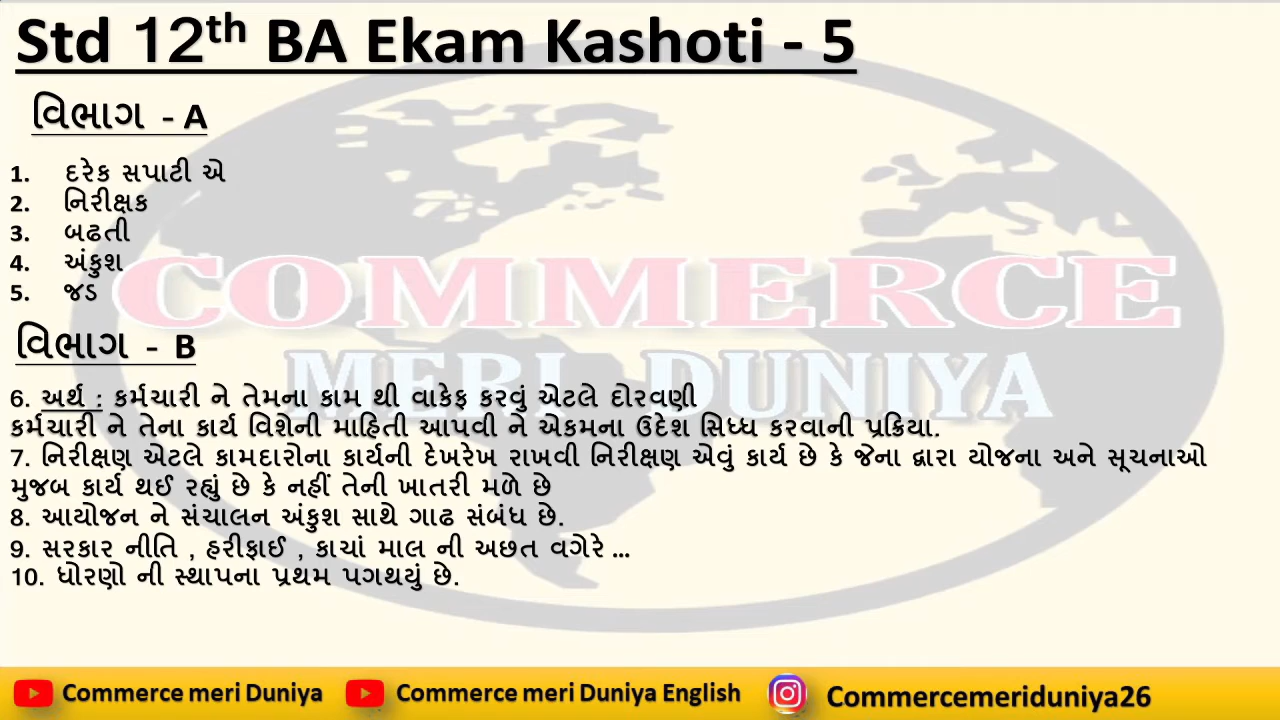 Std 12th BA Ekam Kashoti - 5
વિભાગ - A
1. દરેક સપાટી એ
2. નિરીક્ષક
3. બઢતી
4. અંકુશ
5. જડ
COMMERCE
MERI DUNIYA
વિભાગ - B
6. અર્થ : કર્મચારી ને તેમના કામ થી વાકેફ કરવું એટલે દોરવણી
કર્મચારી ને તેના કાર્ય વિશેની માહિતી આપવી ને એકમના ઉદેશ સિધ્ધ કરવાની પ્રક્રિયા.
7. નિરીક્ષણ એટલે કામદારોના કાર્યની દેખરેખ રાખવી નિરીક્ષણ એવું કાર્ય છે કે જેના દ્રારા યોજના અને સૂચનાઓ
મુજબ કાર્ય થઈ રહ્યું છે કે નહીં તેની ખાતરી મળે છે
8. આયોજન ને સંચાલન અંકુશ સાથે ગાઢ સંબંધ છે.
9. સરકાર નીતિ , હરીફાઈ , કાચાં માલ ની અછત વગેરે ...
10. ધોરણો ની સ્થાપના પ્રથમ પગથયું છે.
Commerce meri Duniya Commerce meri Duniya English Commercemeriduniya26